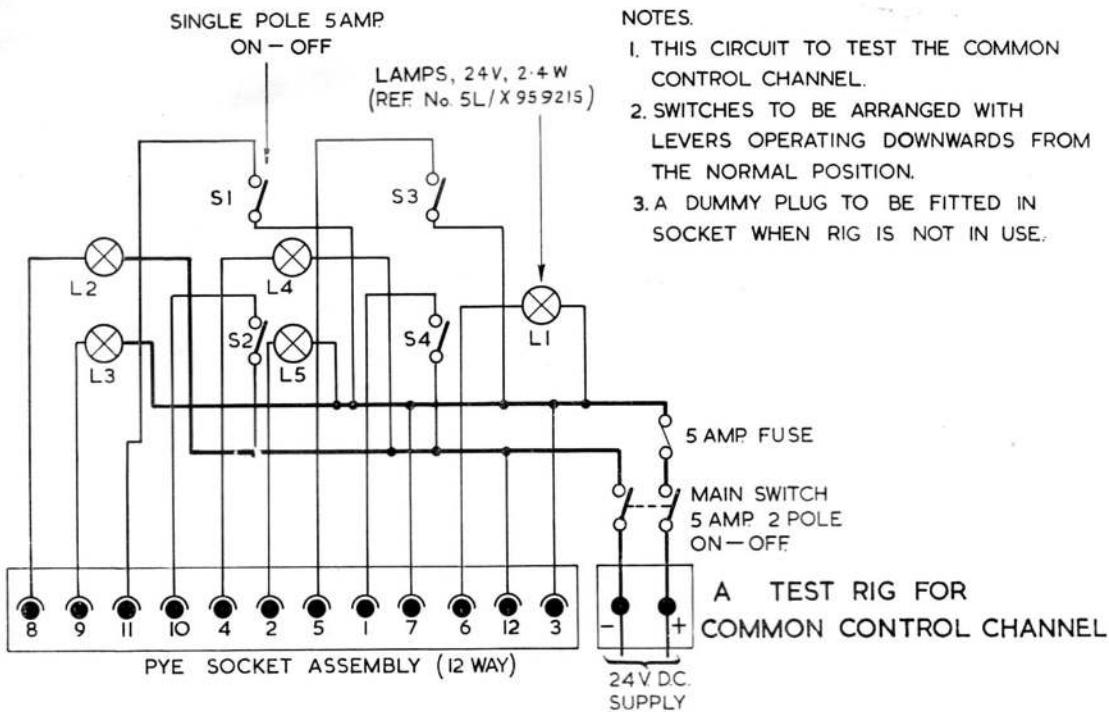 SINGLE POLE 5 AMP.
ON - OFF
LAMPS, 24V, 2·4 W
(REF. No. 5L/X 959215)
NOTES.
1. THIS CIRCUIT TO TEST THE COMMON
CONTROL CHANNEL.
2. SWITCHES TO BE ARRANGED WITH
LEVERS OPERATING DOWNWARDS FROM
THE NORMAL POSITION.
3. A DUMMY PLUG TO BE FITTED IN
SOCKET WHEN RIG IS NOT IN USE.
S1
S3
L2
L4
L3
S2
L5
S4
L1
5 AMP. FUSE
MAIN SWITCH
5 AMP. 2 POLE
ON - OFF.
8 9 11 10 4 2 5 1 7 6 12 3
- +
PYE SOCKET ASSEMBLY (12 WAY)
24V. D.C.
SUPPLY
A TEST RIG FOR
COMMON CONTROL CHANNEL